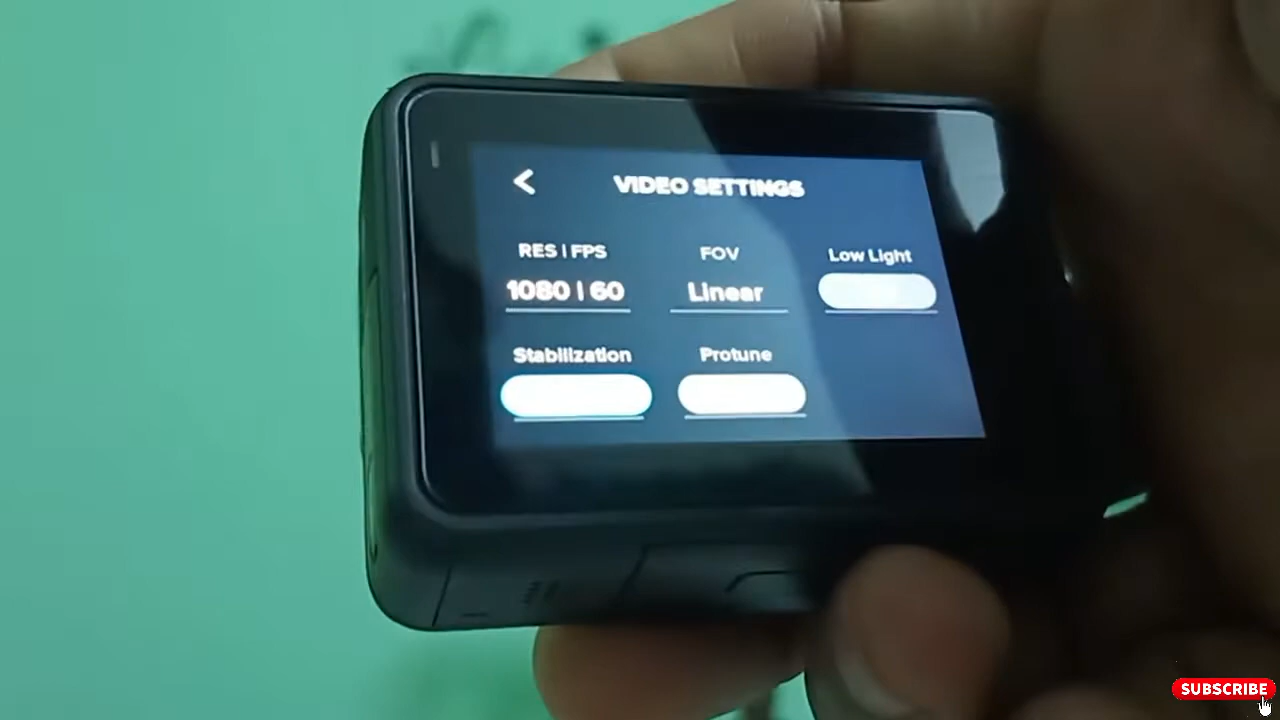 VIDEO SETTINGS
RES | FPS
FOV
Low Light
1080 | 60
Linear
Stabilization
Protune
SUBSCRIBE